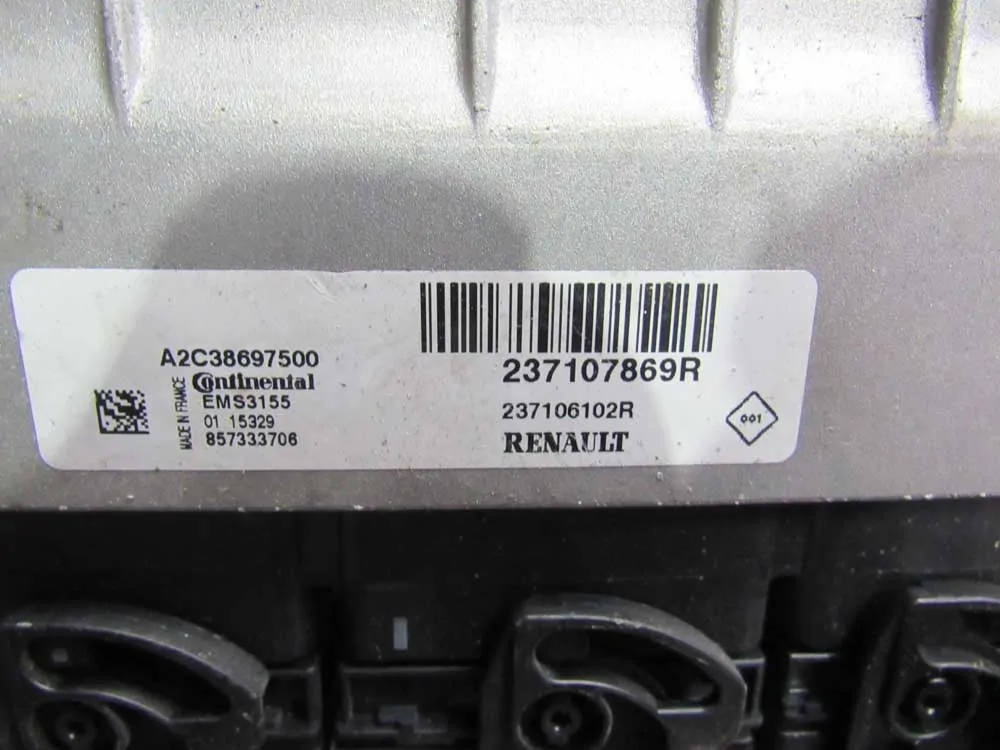 A2C38697500
Continental
EMS3155
01 15329
857333706
MADE IN FRANCE
237107869R
237106102R
RENAULT
001